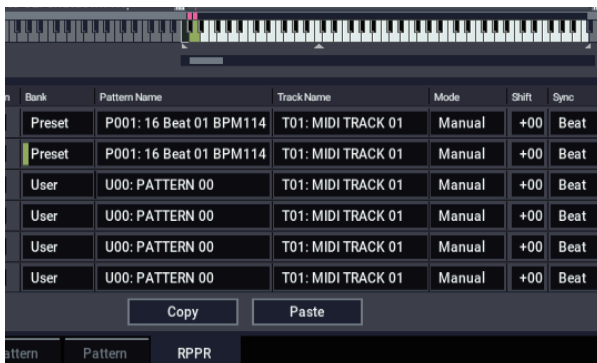 Bank Pattern Name Track Name Mode Shift Sync
Preset P001: 16 Beat 01 BPM114 T01: MIDI TRACK 01 Manual +00 Beat
Preset P001: 16 Beat 01 BPM114 T01: MIDI TRACK 01 Manual +00 Beat
User U00: PATTERN 00 T01: MIDI TRACK 01 Manual +00 Beat
User U00: PATTERN 00 T01: MIDI TRACK 01 Manual +00 Beat
User U00: PATTERN 00 T01: MIDI TRACK 01 Manual +00 Beat
User U00: PATTERN 00 T01: MIDI TRACK 01 Manual +00 Beat
Copy Paste
attern Pattern RPPR